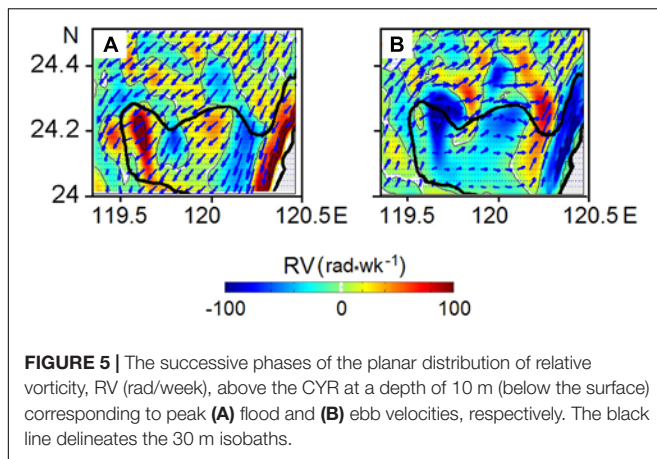 N
A
B
24.4
24.2
24
119.5
120
120.5 E
119.5
120
120.5 E
RV (rad·wk⁻¹)
-100
0
100
FIGURE 5 | The successive phases of the planar distribution of relative
vorticity, RV (rad/week), above the CYR at a depth of 10 m (below the surface)
corresponding to peak (A) flood and (B) ebb velocities, respectively. The black
line delineates the 30 m isobaths.